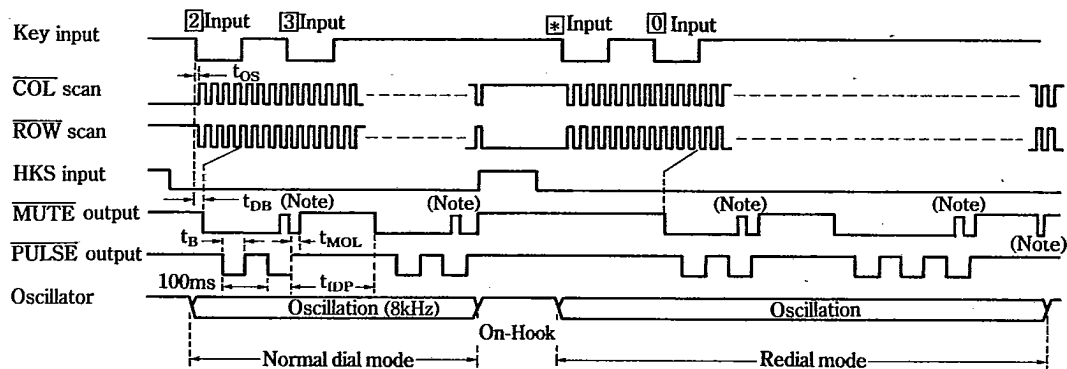 2 Input 3 Input * Input 0 Input
Key input
tOS
COL scan
ROW scan
HKS input
tDB (Note) (Note) (Note) (Note)
MUTE output
tB tMOL (Note)
PULSE output
100ms tIDP
Oscillator Oscillation (8kHz) Oscillation
On-Hook
Normal dial mode Redial mode